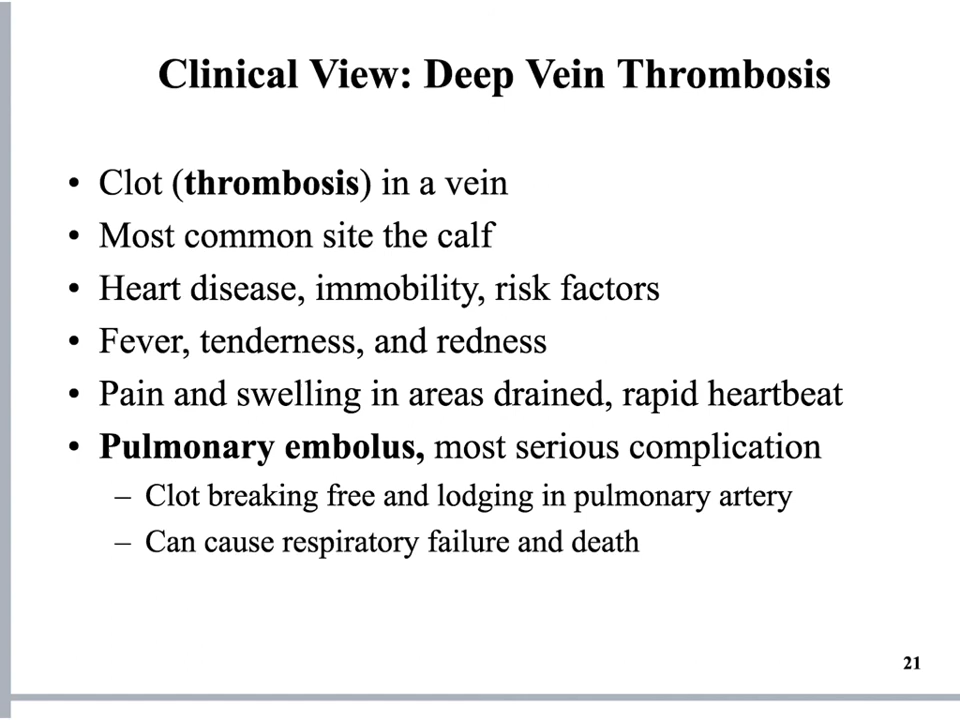 Clinical View: Deep Vein Thrombosis
• Clot (thrombosis) in a vein
• Most common site the calf
• Heart disease, immobility, risk factors
• Fever, tenderness, and redness
• Pain and swelling in areas drained, rapid heartbeat
• Pulmonary embolus, most serious complication
– Clot breaking free and lodging in pulmonary artery
– Can cause respiratory failure and death
21